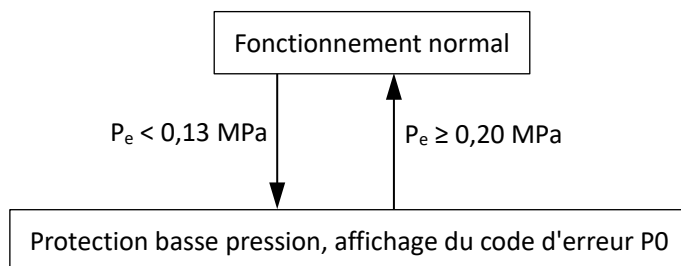 Fonctionnement normal
Pe < 0,13 MPa
Pe ≥ 0,20 MPa
Protection basse pression, affichage du code d'erreur P0